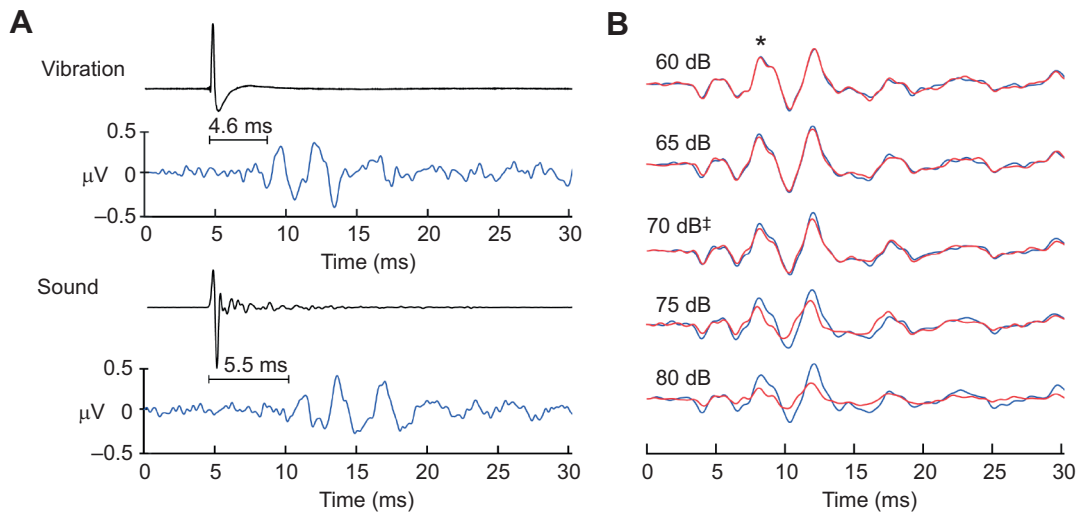 A
Vibration
4.6 ms
0.5
μV 0
–0.5
0 5 10 15 20 25 30
Time (ms)
Sound
5.5 ms
0.5
μV 0
–0.5
0 5 10 15 20 25 30
Time (ms)
B
*
60 dB
65 dB
70 dB‡
75 dB
80 dB
0 5 10 15 20 25 30
Time (ms)